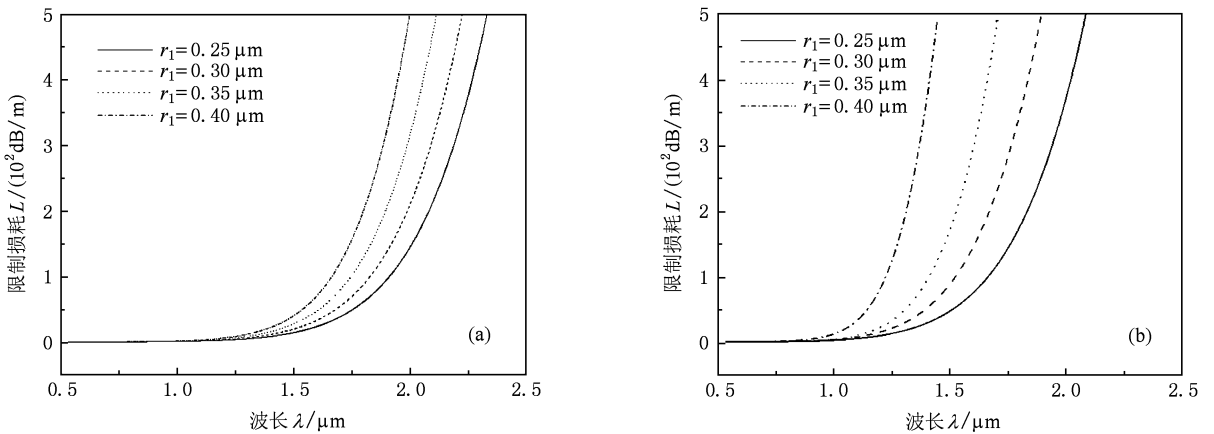 5
4
3
2
1
0
限制损耗 L/(10²dB/m)
r₁=0.25 μm
r₁=0.30 μm
r₁=0.35 μm
r₁=0.40 μm
(a)
0.5 1.0 1.5 2.0 2.5
波长 λ/μm
5
4
3
2
1
0
限制损耗 L/(10²dB/m)
r₁=0.25 μm
r₁=0.30 μm
r₁=0.35 μm
r₁=0.40 μm
(b)
0.5 1.0 1.5 2.0 2.5
波长 λ/μm